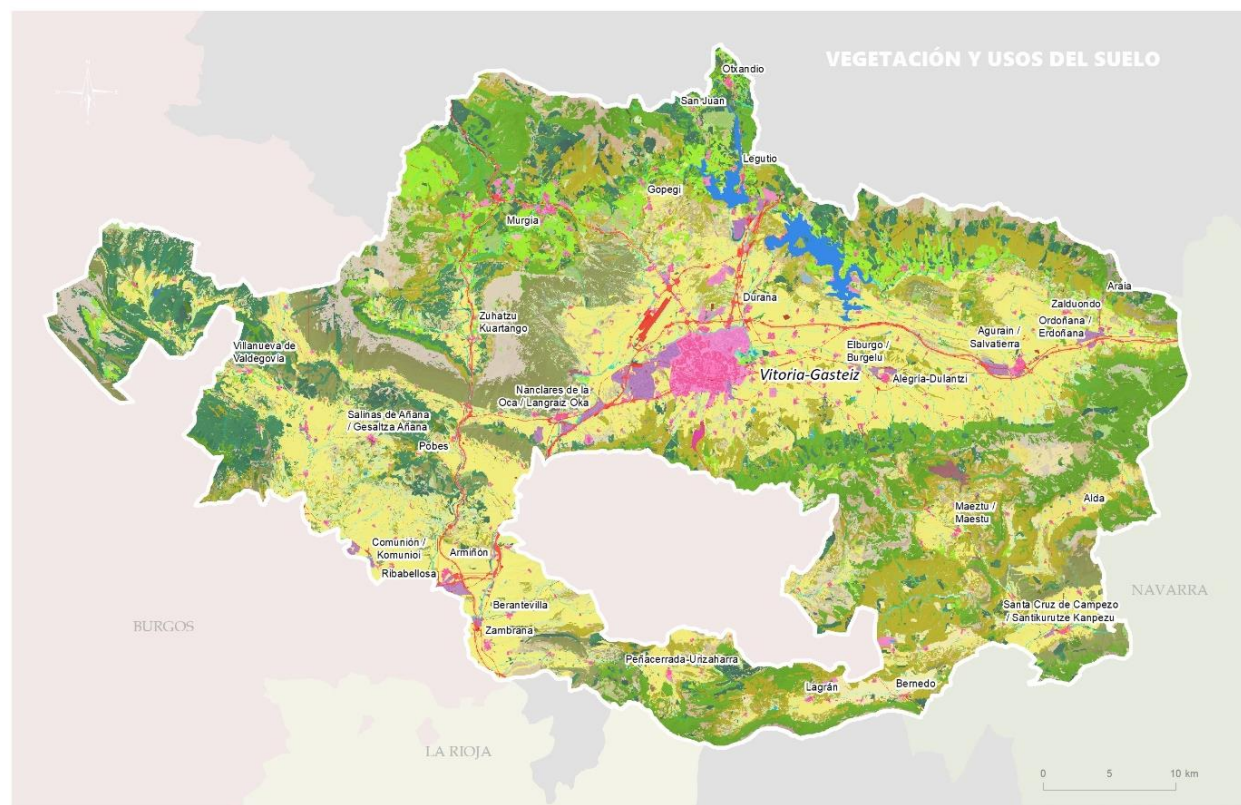 VEGETACIÓN Y USOS DEL SUELO
Otxandio
San Juan
Legutio
Gopegi
Murgia
Durana
Araia
Zalduondo
Zuhatzu
Kuartango
Ordoñana /
Erdoñana
Agurain /
Salvatierra
Villanueva de
Valdegovia
Elburgo /
Burgelu
Vitoria-Gasteiz
Alegria-Dulantzi
Nanclares de la
Oca / Langraiz Oka
Salinas de Añana
/ Gesaltza Añana
Pobes
Alda
Maeztu /
Maestu
Comunión /
Komunioi
Armiñón
Ribabellosa
NAVARRA
Berantevilla
Santa Cruz de Campezo
/ Santikurutze Kanpezu
BURGOS
Zambrana
Peñacerrada-Urizaharra
Lagrán
Bernedo
LA RIOJA
0 5 10 km